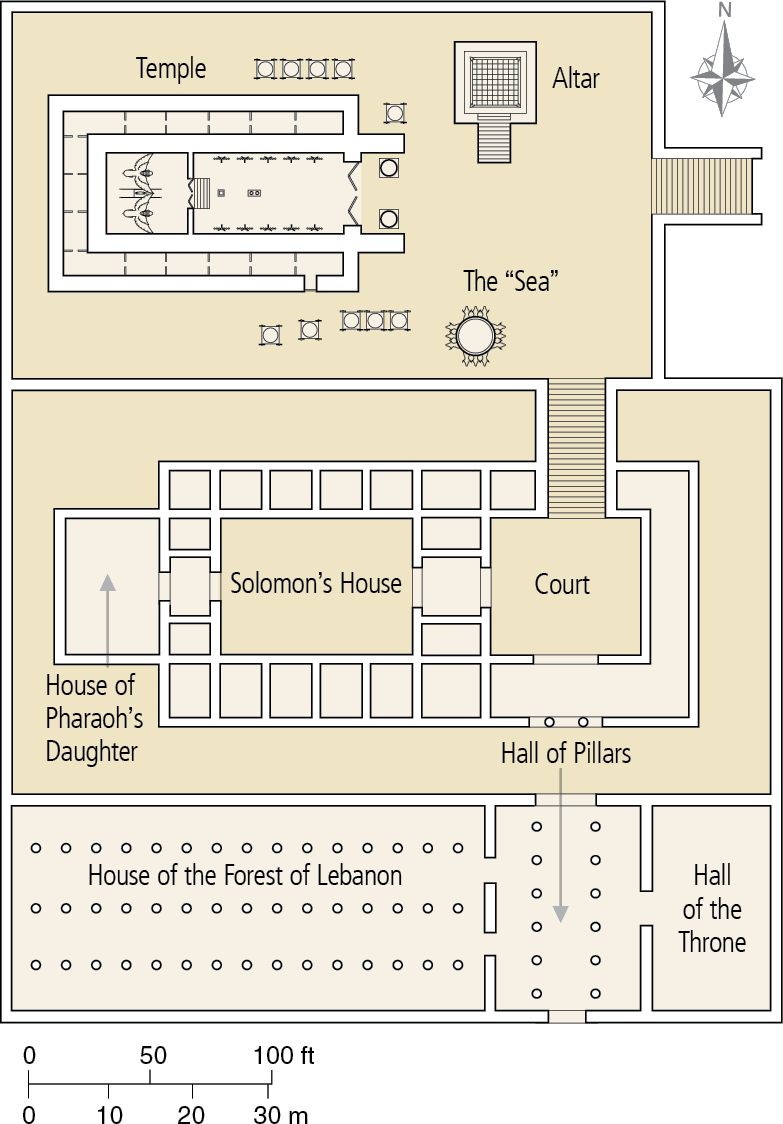 N
Temple
Altar
The “Sea”
Solomon’s House
Court
House of
Pharaoh’s
Daughter
Hall of Pillars
House of the Forest of Lebanon
Hall
of the
Throne
0 50 100 ft
0 10 20 30 m